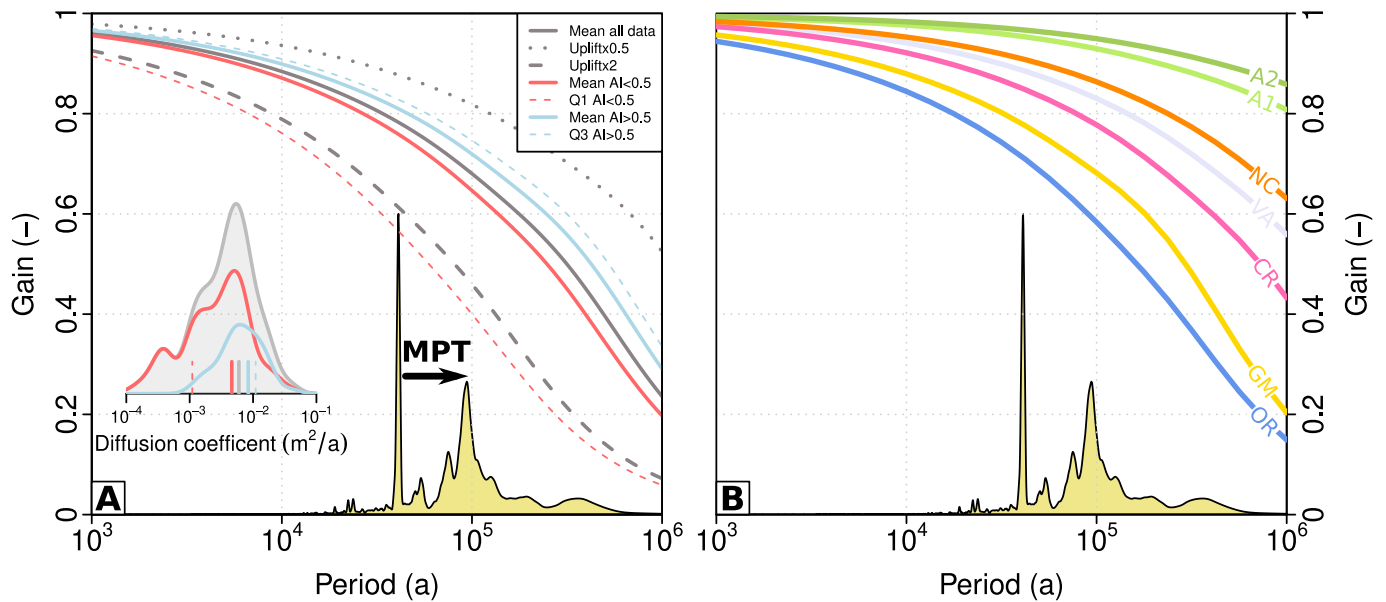 Mean all data
Upliftx0.5
Upliftx2
Mean AI<0.5
Q1 AI<0.5
Mean AI>0.5
Q3 AI>0.5
1
0.8
0.6
0.4
0.2
0
Gain (−)
MPT
10⁻⁴
10⁻³
10⁻²
10⁻¹
Diffusion coefficent (m²/a)
A
10³
10⁴
10⁵
10⁶
Period (a)
A2
A1
NC
VA
CR
GM
OR
1
0.8
0.6
0.4
0.2
0
Gain (−)
B
10³
10⁴
10⁵
10⁶
Period (a)